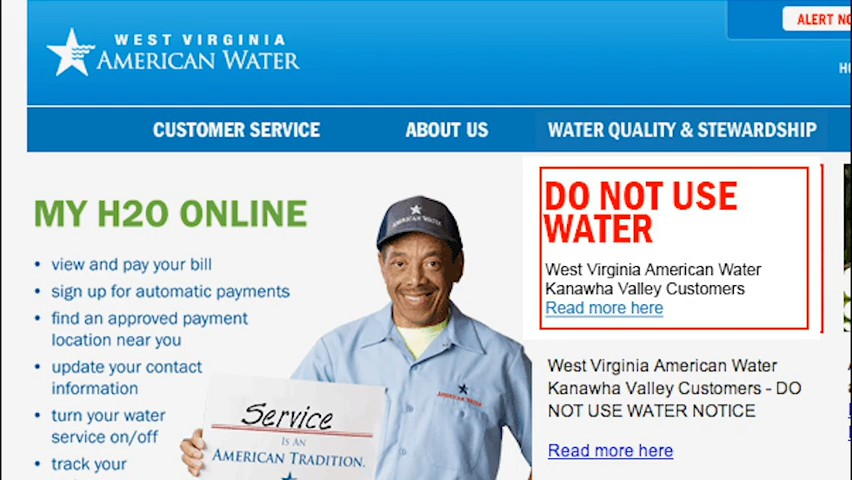 WEST VIRGINIA
AMERICAN WATER
ALERT
CUSTOMER SERVICE
ABOUT US
WATER QUALITY & STEWARDSHIP
MY H2O ONLINE
• view and pay your bill
• sign up for automatic payments
• find an approved payment
location near you
• update your contact
information
• turn your water
service on/off
• track your
AMERICAN WATER
AMERICAN WATER
Service
IS AN
AMERICAN TRADITION.
DO NOT USE
WATER
West Virginia American Water
Kanawha Valley Customers
Read more here
West Virginia American Water
Kanawha Valley Customers - DO
NOT USE WATER NOTICE
Read more here